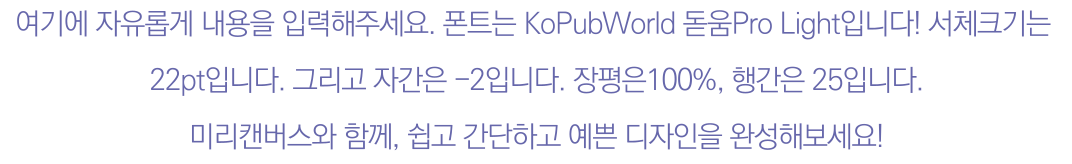 여기에 자유롭게 내용을 입력해주세요. 폰트는 KoPubWorld 돋움Pro Light입니다! 서체크기는
22pt입니다. 그리고 자간은 -2입니다. 장평은100%, 행간은 25입니다.
미리캔버스와 함께, 쉽고 간단하고 예쁜 디자인을 완성해보세요!